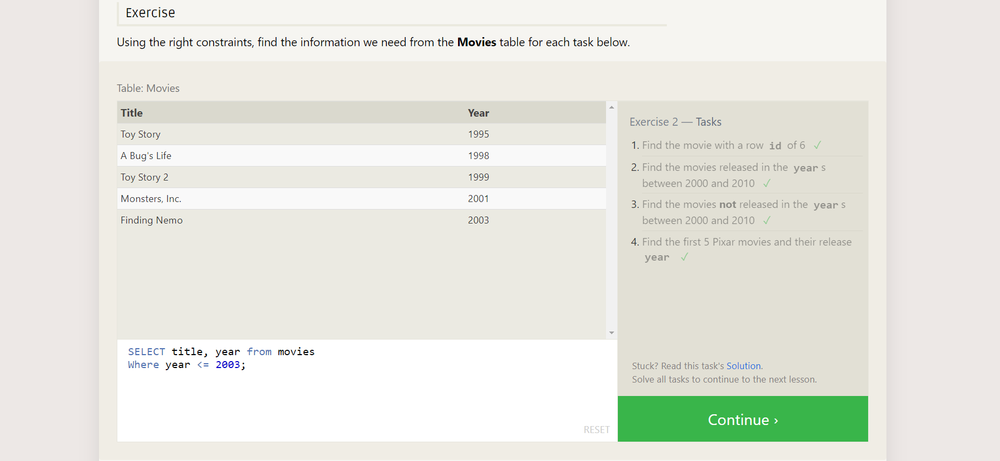 Exercise
Using the right constraints, find the information we need from the Movies table for each task below.
Table: Movies
Title Year
Toy Story 1995
A Bug's Life 1998
Toy Story 2 1999
Monsters, Inc. 2001
Finding Nemo 2003
SELECT title, year from movies
Where year <= 2003;
RESET
Exercise 2 — Tasks
1. Find the movie with a row id of 6 ✓
2. Find the movies released in the year s
between 2000 and 2010 ✓
3. Find the movies not released in the year s
between 2000 and 2010 ✓
4. Find the first 5 Pixar movies and their release
year ✓
Stuck? Read this task's Solution.
Solve all tasks to continue to the next lesson.
Continue ›